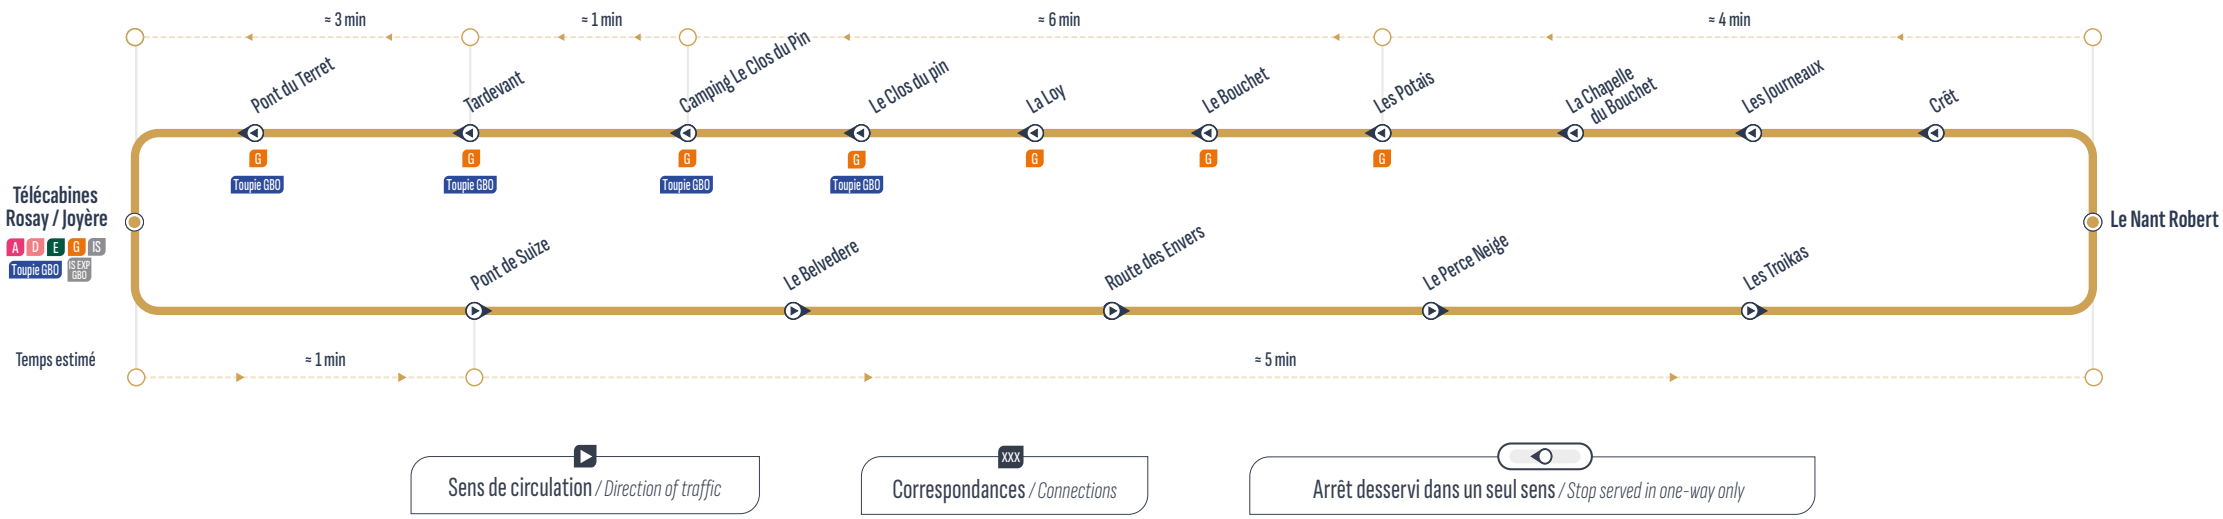 ≈ 3 min
≈ 1 min
≈ 6 min
≈ 4 min
Pont du Terret
Tardevant
Camping Le Clos du Pin
Le Clos du pin
La Loy
Le Bouchet
Les Potais
La Chapelle
du Bouchet
Les Journeaux
Crêt
G
G
G
G
G
G
G
Toupie GBO
Toupie GBO
Toupie GBO
Toupie GBO
Télécabines
Rosay / Joyère
A D E G IS
Toupie GBO
IS EXP
GBO
Le Nant Robert
Pont de Suize
Le Belvedere
Route des Envers
Le Perce Neige
Les Troikas
Temps estimé
≈ 1 min
≈ 5 min
Sens de circulation / Direction of traffic
XXX
Correspondances / Connections
Arrêt desservi dans un seul sens / Stop served in one-way only